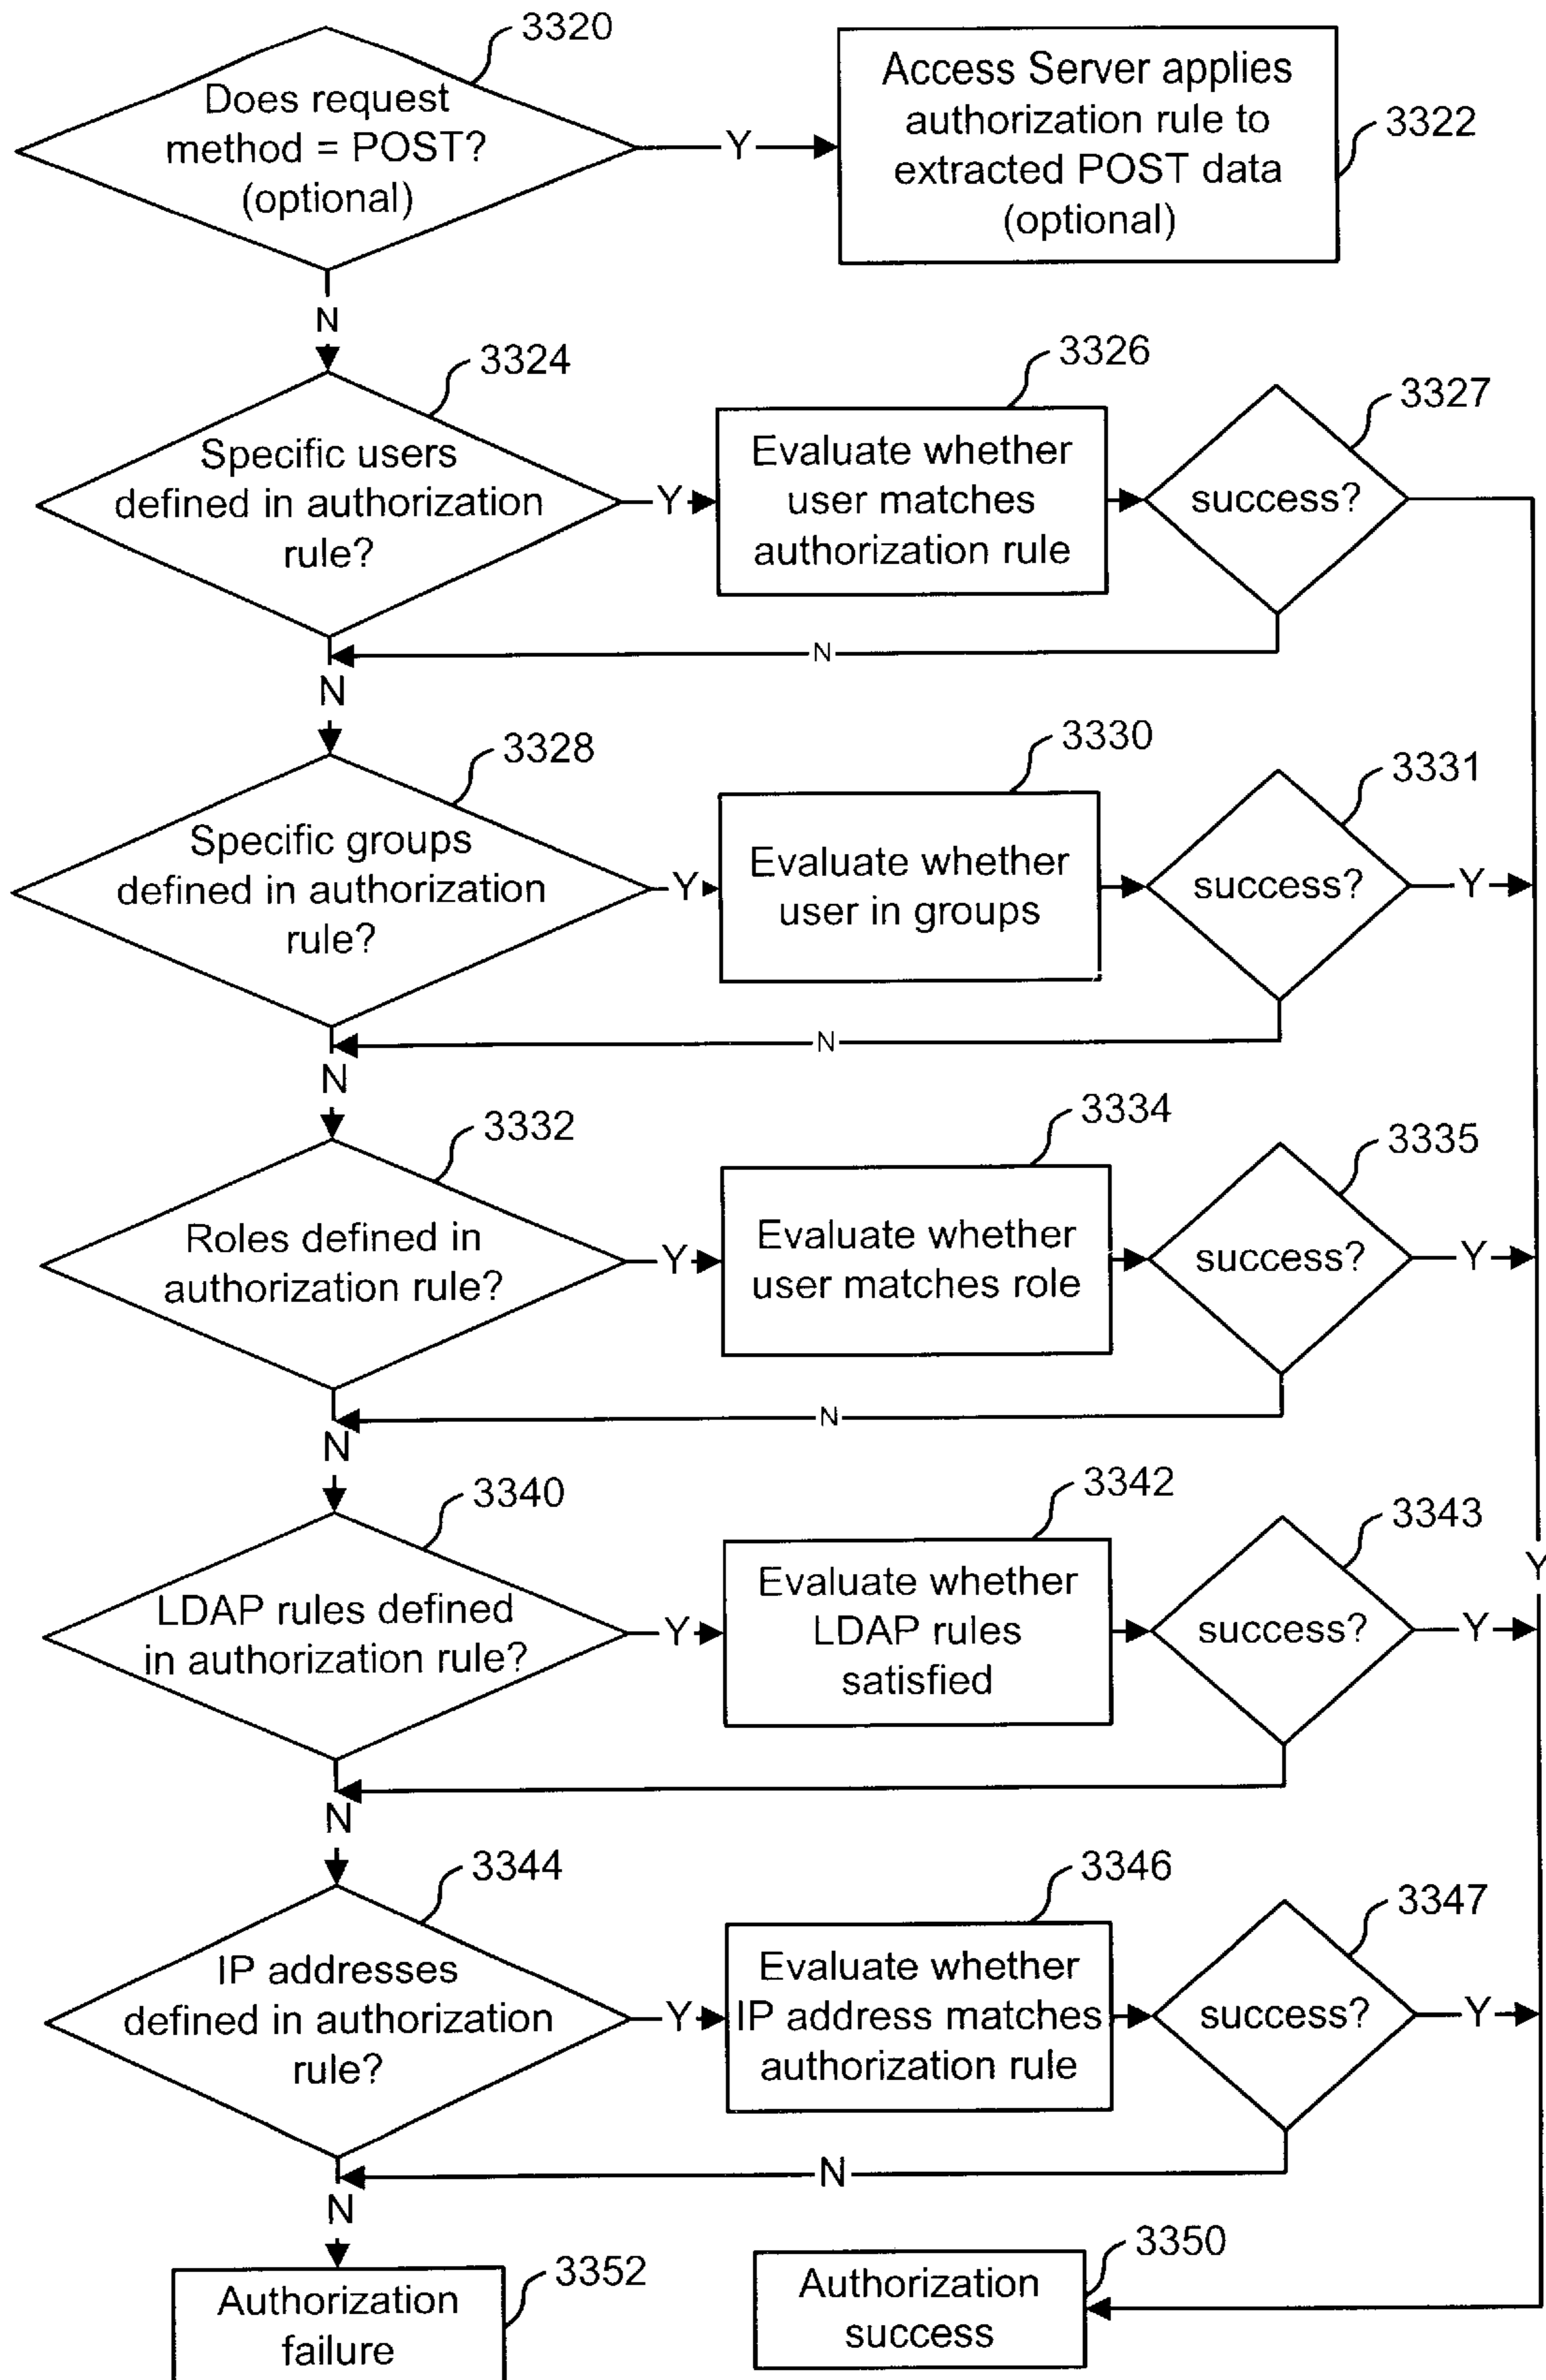 3320
Does request
method = POST?
(optional)
Y
Access Server applies
authorization rule to
extracted POST data
(optional)
3322
N
3324
Specific users
defined in authorization
rule?
Y
3326
Evaluate whether
user matches
authorization rule
3327
success?
N
N
3328
Specific groups
defined in authorization
rule?
Y
3330
Evaluate whether
user in groups
3331
success?
Y
N
N
3332
Roles defined in
authorization rule?
Y
3334
Evaluate whether
user matches role
3335
success?
Y
N
N
3340
LDAP rules defined
in authorization rule?
Y
3342
Evaluate whether
LDAP rules
satisfied
3343
success?
Y
Y
N
3344
IP addresses
defined in authorization
rule?
Y
3346
Evaluate whether
IP address matches
authorization rule
3347
success?
Y
N
N
3352
Authorization
failure
3350
Authorization
success